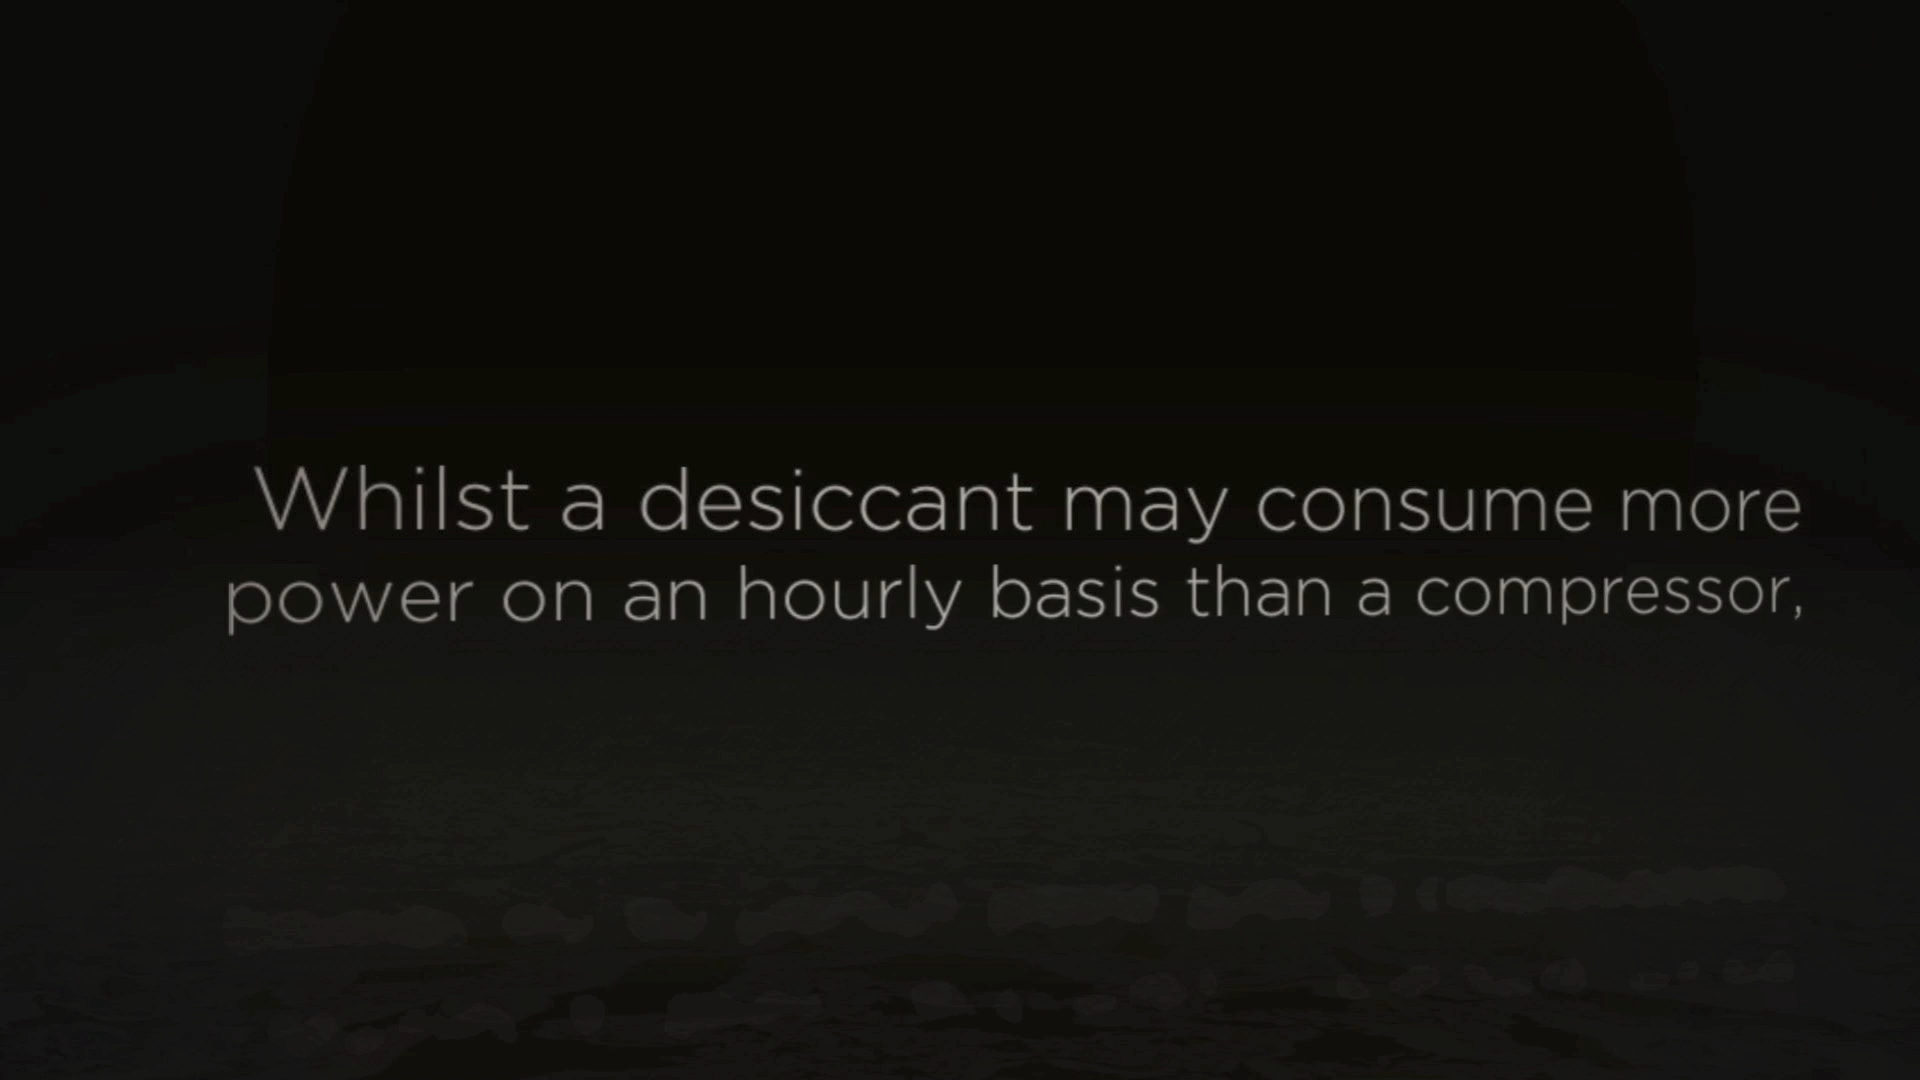 Whilst a desiccant may consume more
power on an hourly basis than a compressor,